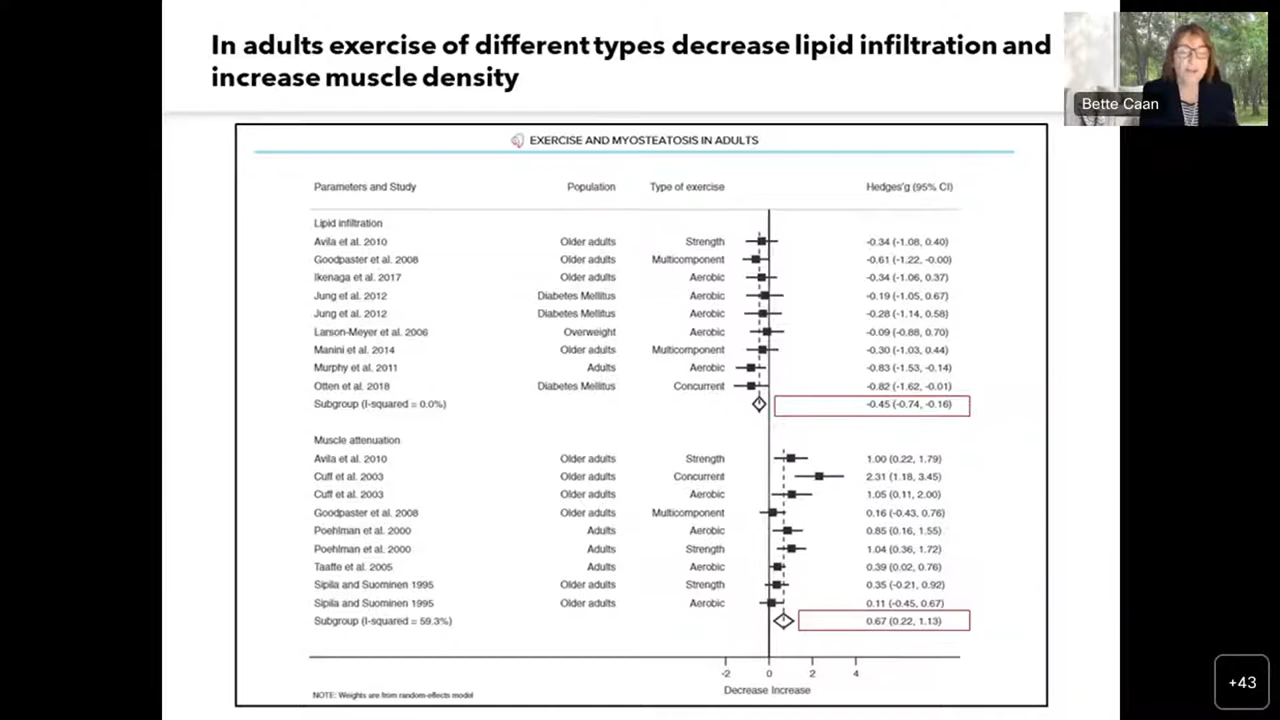 In adults exercise of different types decrease lipid infiltration and
increase muscle density
Bette Caan
EXERCISE AND MYOSTEATOSIS IN ADULTS
Parameters and Study Population Type of exercise Hedges'g (95% CI)
Lipid infiltration
Avila et al. 2010 Older adults Strength -0.34 (-1.08, 0.40)
Goodpaster et al. 2008 Older adults Multicomponent -0.61 (-1.22, -0.00)
Ikenaga et al. 2017 Older adults Aerobic -0.34 (-1.06, 0.37)
Jung et al. 2012 Diabetes Mellitus Aerobic -0.19 (-1.05, 0.67)
Jung et al. 2012 Diabetes Mellitus Aerobic -0.28 (-1.14, 0.58)
Larson-Meyer et al. 2006 Overweight Aerobic -0.09 (-0.88, 0.70)
Manini et al. 2014 Older adults Multicomponent -0.30 (-1.03, 0.44)
Murphy et al. 2011 Adults Aerobic -0.83 (-1.53, -0.14)
Otten et al. 2018 Diabetes Mellitus Concurrent -0.82 (-1.62, -0.01)
Subgroup (I-squared = 0.0%) -0.45 (-0.74, -0.16)
Muscle attenuation
Avila et al. 2010 Older adults Strength 1.00 (0.22, 1.79)
Cuff et al. 2003 Older adults Concurrent 2.31 (1.18, 3.45)
Cuff et al. 2003 Older adults Aerobic 1.05 (0.11, 2.00)
Goodpaster et al. 2008 Older adults Multicomponent 0.16 (-0.43, 0.76)
Poehlman et al. 2000 Adults Aerobic 0.85 (0.16, 1.55)
Poehlman et al. 2000 Adults Strength 1.04 (0.36, 1.72)
Taaffe et al. 2005 Adults Aerobic 0.39 (0.02, 0.76)
Sipila and Suominen 1995 Older adults Strength 0.35 (-0.21, 0.92)
Sipila and Suominen 1995 Older adults Aerobic 0.11 (-0.45, 0.67)
Subgroup (I-squared = 59.3%) 0.67 (0.22, 1.13)
-2 0 2 4
Decrease Increase
NOTE: Weights are from random-effects model
+43